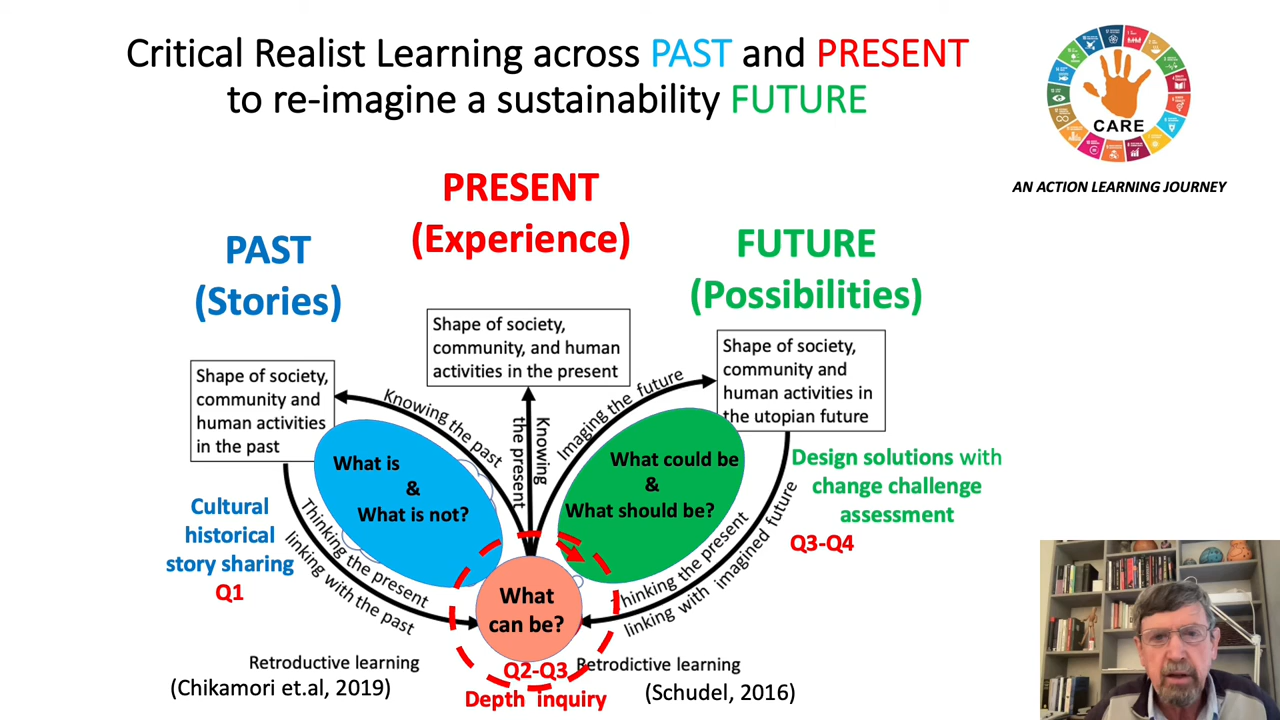 Critical Realist Learning across PAST and PRESENT
to re-imagine a sustainability FUTURE
CARE
AN ACTION LEARNING JOURNEY
PRESENT
(Experience)
PAST
(Stories)
FUTURE
(Possibilities)
Shape of society,
community, and human
activities in the present
Shape of society,
community and
human activities
in the past
Shape of society,
community and
human activities in
the utopian future
Knowing the past
Knowing
the present
Imaging the future
What is
&
What is not?
What could be
&
What should be?
Cultural
historical
story sharing
Q1
Thinking the present
linking with the past
Design solutions with
change challenge
assessment
Q3-Q4
Thinking the present
linking with imagined future
What
can be?
Retroductive learning
(Chikamori et.al, 2019)
Q2-Q3
Depth inquiry
Retrodictive learning
(Schudel, 2016)